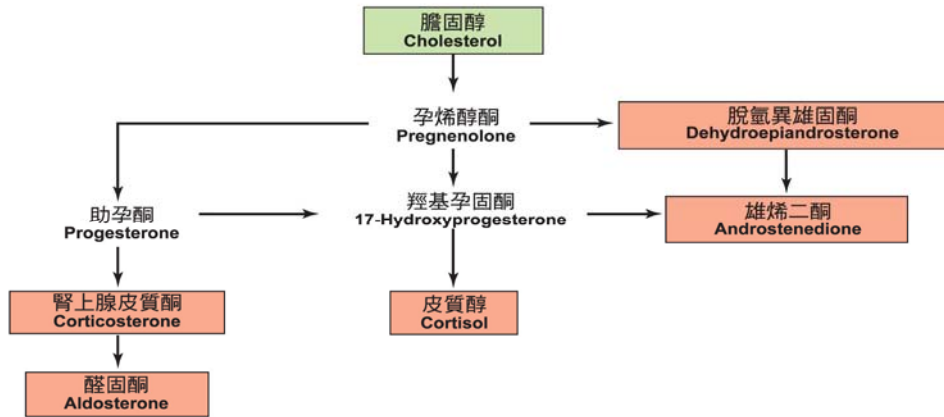 膽固醇
Cholesterol
孕烯醇酮
Pregnenolone
脫氫異雄固酮
Dehydroepiandrosterone
助孕酮
Progesterone
羥基孕固酮
17-Hydroxyprogesterone
雄烯二酮
Androstenedione
腎上腺皮質酮
Corticosterone
皮質醇
Cortisol
醛固酮
Aldosterone